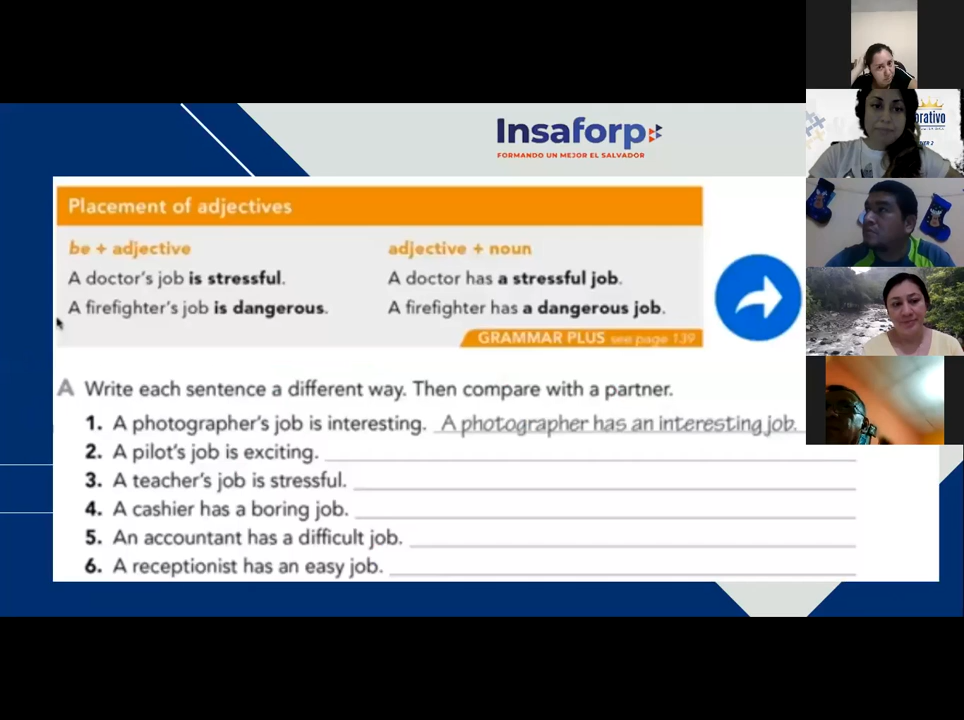 Insaforp
FORMANDO UN MEJOR EL SALVADOR
Placement of adjectives
be + adjective
adjective + noun
A doctor's job is stressful.
A doctor has a stressful job.
A firefighter's job is dangerous.
A firefighter has a dangerous job.
GRAMMAR PLUS see page 139
A Write each sentence a different way. Then compare with a partner.
1. A photographer's job is interesting. A photographer has an interesting job.
2. A pilot's job is exciting.
3. A teacher's job is stressful.
4. A cashier has a boring job.
5. An accountant has a difficult job.
6. A receptionist has an easy job.